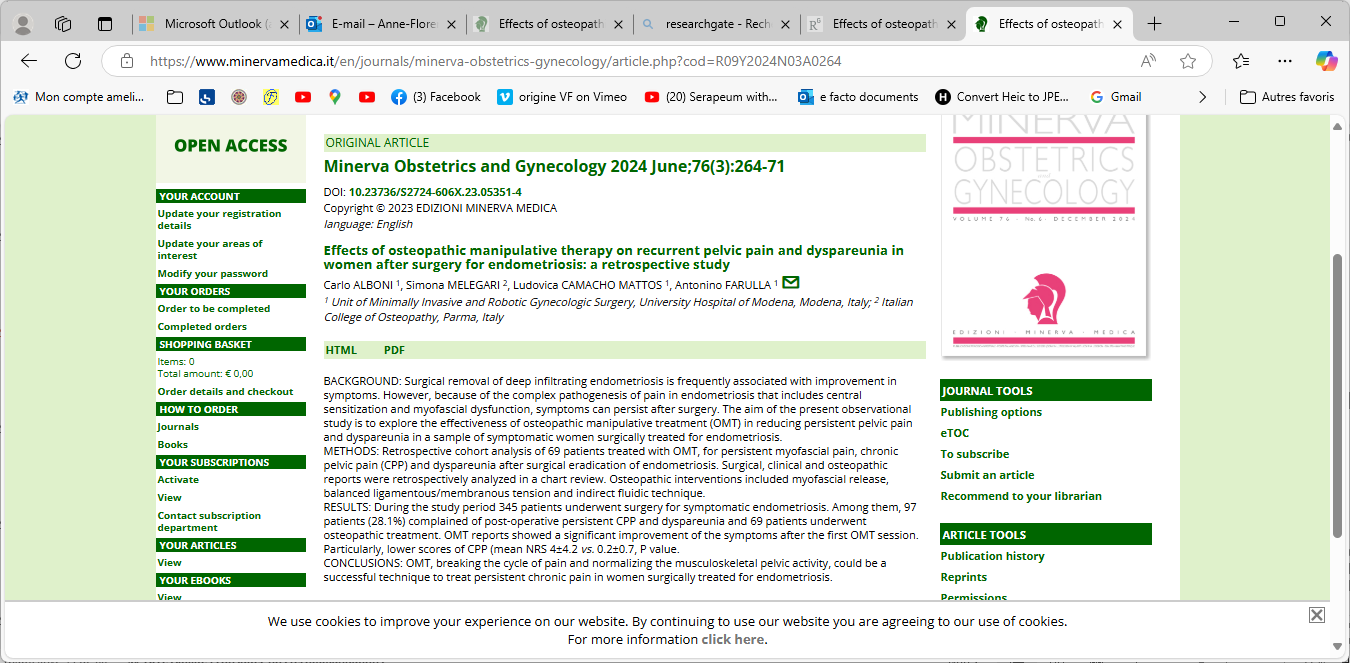 Microsoft Outlook (
E-mail – Anne-Flore
Effects of osteopath
researchgate - Rech
Effects of osteopath
Effects of osteopath
https://www.minervamedica.it/en/journals/minerva-obstetrics-gynecology/article.php?cod=R09Y2024N03A0264
Mon compte ameli...
(3) Facebook
origine VF on Vimeo
(20) Serapeum with...
e facto documents
Convert Heic to JPE...
Gmail
Autres favoris
OPEN ACCESS
YOUR ACCOUNT
Update your registration
details
Update your areas of
interest
Modify your password
YOUR ORDERS
Order to be completed
Completed orders
SHOPPING BASKET
Items: 0
Total amount: € 0,00
Order details and checkout
HOW TO ORDER
Journals
Books
YOUR SUBSCRIPTIONS
Activate
View
Contact subscription
department
YOUR ARTICLES
View
YOUR EBOOKS
View
ORIGINAL ARTICLE
Minerva Obstetrics and Gynecology 2024 June;76(3):264-71
DOI: 10.23736/S2724-606X.23.05351-4
Copyright © 2023 EDIZIONI MINERVA MEDICA
language: English
Effects of osteopathic manipulative therapy on recurrent pelvic pain and dyspareunia in
women after surgery for endometriosis: a retrospective study
Carlo ALBONI 1, Simona MELEGARI 2, Ludovica CAMACHO MATTOS 1, Antonino FARULLA 1
1 Unit of Minimally Invasive and Robotic Gynecologic Surgery, University Hospital of Modena, Modena, Italy; 2 Italian
College of Osteopathy, Parma, Italy
HTML PDF
BACKGROUND: Surgical removal of deep infiltrating endometriosis is frequently associated with improvement in
symptoms. However, because of the complex pathogenesis of pain in endometriosis that includes central
sensitization and myofascial dysfunction, symptoms can persist after surgery. The aim of the present observational
study is to explore the effectiveness of osteopathic manipulative treatment (OMT) in reducing persistent pelvic pain
and dyspareunia in a sample of symptomatic women surgically treated for endometriosis.
METHODS: Retrospective cohort analysis of 69 patients treated with OMT, for persistent myofascial pain, chronic
pelvic pain (CPP) and dyspareunia after surgical eradication of endometriosis. Surgical, clinical and osteopathic
reports were retrospectively analyzed in a chart review. Osteopathic interventions included myofascial release,
balanced ligamentous/membranous tension and indirect fluidic technique.
RESULTS: During the study period 345 patients underwent surgery for symptomatic endometriosis. Among them, 97
patients (28.1%) complained of post-operative persistent CPP and dyspareunia and 69 patients underwent
osteopathic treatment. OMT reports showed a significant improvement of the symptoms after the first OMT session.
Particularly, lower scores of CPP (mean NRS 4±4.2 vs. 0.2±0.7, P value.
CONCLUSIONS: OMT, breaking the cycle of pain and normalizing the musculoskeletal pelvic activity, could be a
successful technique to treat persistent chronic pain in women surgically treated for endometriosis.
MINERVA
OBSTETRICS
and
GYNECOLOGY
VOLUME 76 - No.6 - DECEMBER 2024
EDIZIONI - MINERVA - MEDICA
JOURNAL TOOLS
Publishing options
eTOC
To subscribe
Submit an article
Recommend to your librarian
ARTICLE TOOLS
Publication history
Reprints
Permissions
We use cookies to improve your experience on our website. By continuing to use our website you are agreeing to our use of cookies.
For more information click here.